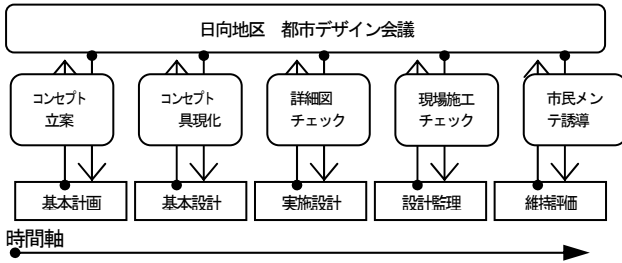 日向地区　都市デザイン会議
コンセプト
立案
コンセプト
具現化
詳細図
チェック
現場施工
チェック
市民メン
テ誘導
基本計画
基本設計
実施設計
設計監理
維持評価
時間軸